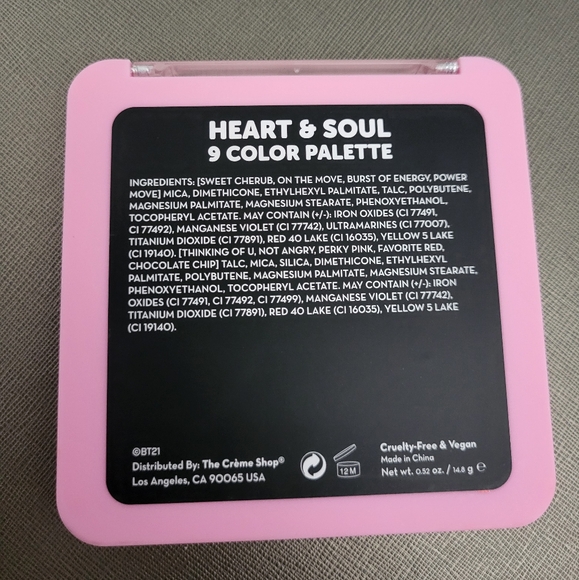 HEART & SOUL
9 COLOR PALETTE
INGREDIENTS: [SWEET CHERUB, ON THE MOVE, BURST OF ENERGY, POWER
MOVE] MICA, DIMETHICONE, ETHYLHEXYL PALMITATE, TALC, POLYBUTENE,
MAGNESIUM PALMITATE, MAGNESIUM STEARATE, PHENOXYETHANOL,
TOCOPHERYL ACETATE. MAY CONTAIN (+/-): IRON OXIDES (CI 77491,
CI 77492), MANGANESE VIOLET (CI 77742), ULTRAMARINES (CI 77007),
TITANIUM DIOXIDE (CI 77891), RED 40 LAKE (CI 16035), YELLOW 5 LAKE
(CI 19140). [THINKING OF U, NOT ANGRY, PERKY PINK, FAVORITE RED,
CHOCOLATE CHIP] TALC, MICA, SILICA, DIMETHICONE, ETHYLHEXYL
PALMITATE, POLYBUTENE, MAGNESIUM PALMITATE, MAGNESIUM STEARATE,
PHENOXYETHANOL, TOCOPHERYL ACETATE. MAY CONTAIN (+/-): IRON
OXIDES (CI 77491, CI 77492, CI 77499), MANGANESE VIOLET (CI 77742),
TITANIUM DIOXIDE (CI 77891), RED 40 LAKE (CI 16035), YELLOW 5 LAKE
(CI 19140).
©BT21
Distributed By: The Crème Shop®
Los Angeles, CA 90065 USA
12 M
Cruelty-Free & Vegan
Made in China
Net wt. 0.52 oz. / 14.8 g ℮